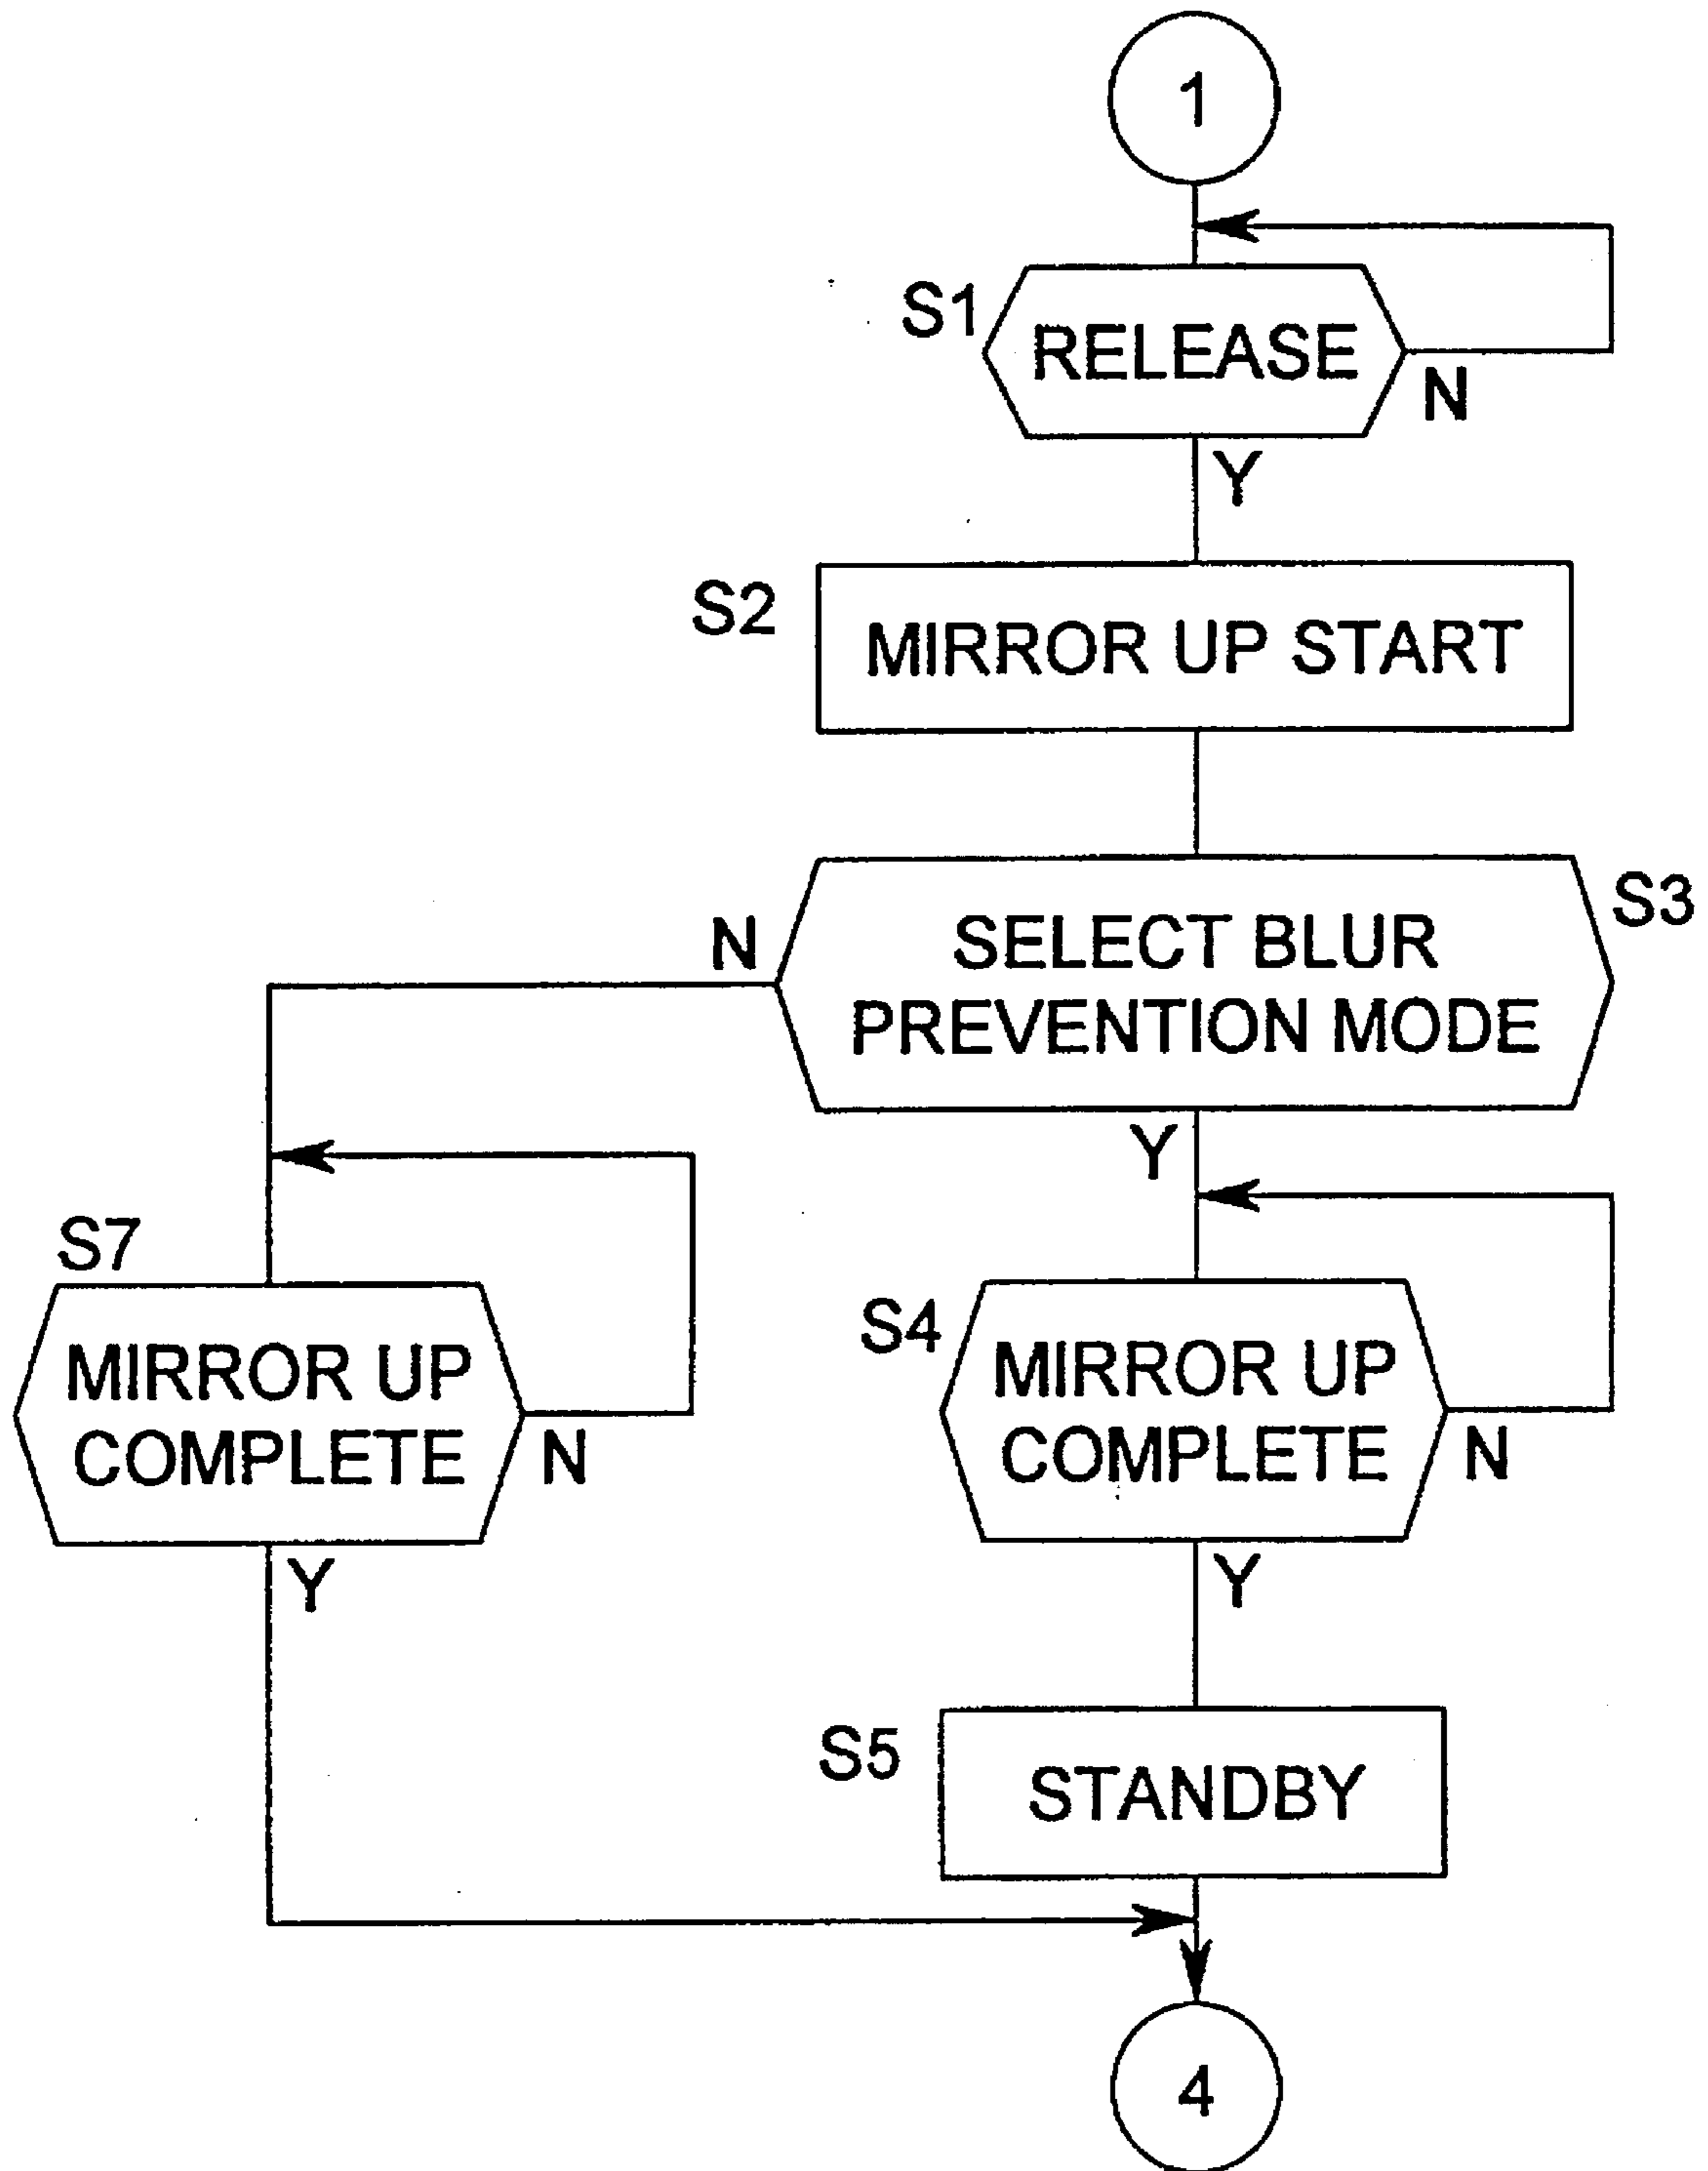 1
S1
RELEASE
N
Y
S2
MIRROR UP START
S3
N
SELECT BLUR
PREVENTION MODE
Y
S7
MIRROR UP
COMPLETE
N
Y
S4
MIRROR UP
COMPLETE
N
Y
S5
STANDBY
4